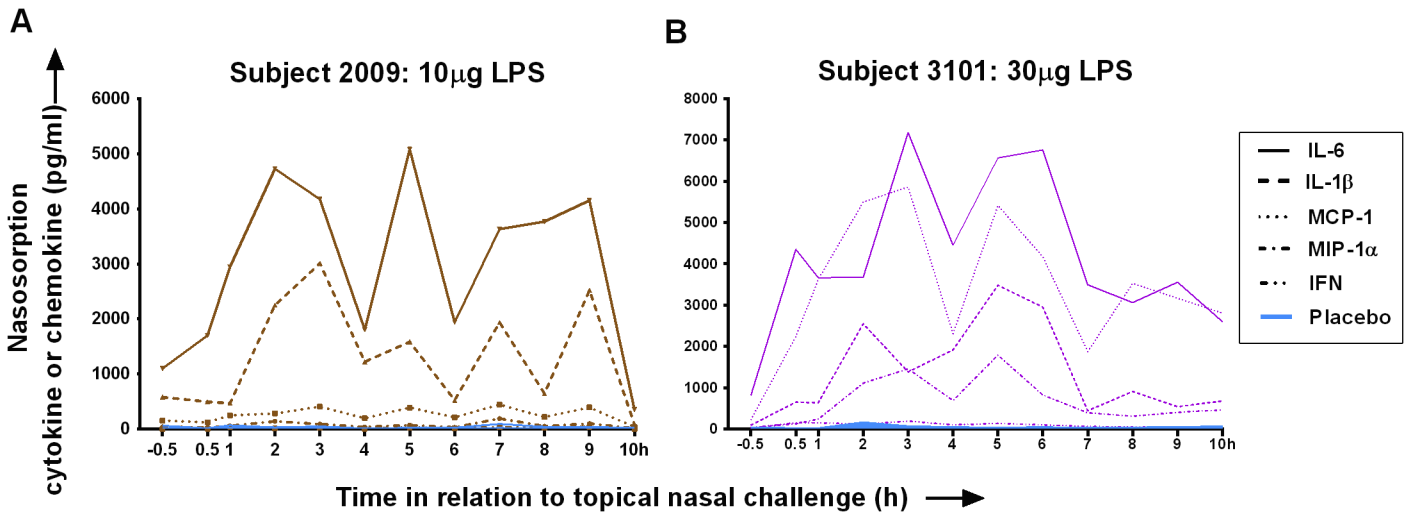 A
B
Subject 2009: 10μg LPS
Subject 3101: 30μg LPS
Nasosorption
cytokine or chemokine (pg/ml)
6000
5000
4000
3000
2000
1000
0
-0.5 0.5 1 2 3 4 5 6 7 8 9 10h
8000
7000
6000
5000
4000
3000
2000
1000
0
-0.5 0.5 1 2 3 4 5 6 7 8 9 10h
IL-6
IL-1β
MCP-1
MIP-1α
IFN
Placebo
Time in relation to topical nasal challenge (h)